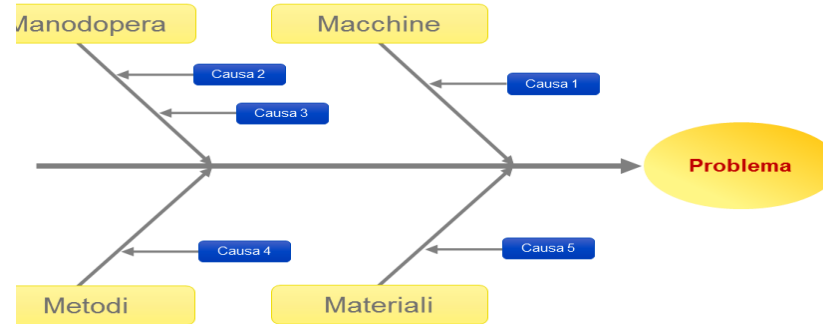 Manodopera
Macchine
Causa 2
Causa 1
Causa 3
Problema
Causa 4
Causa 5
Metodi
Materiali